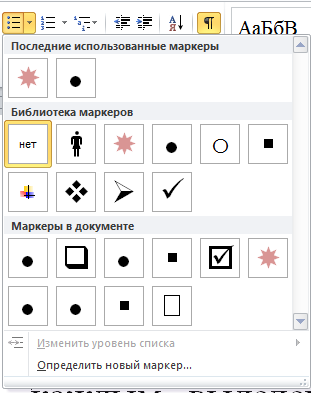 АаБбВ
Последние использованные маркеры
Библиотека маркеров
нет
Маркеры в документе
Изменить уровень списка
Определить новый маркер...